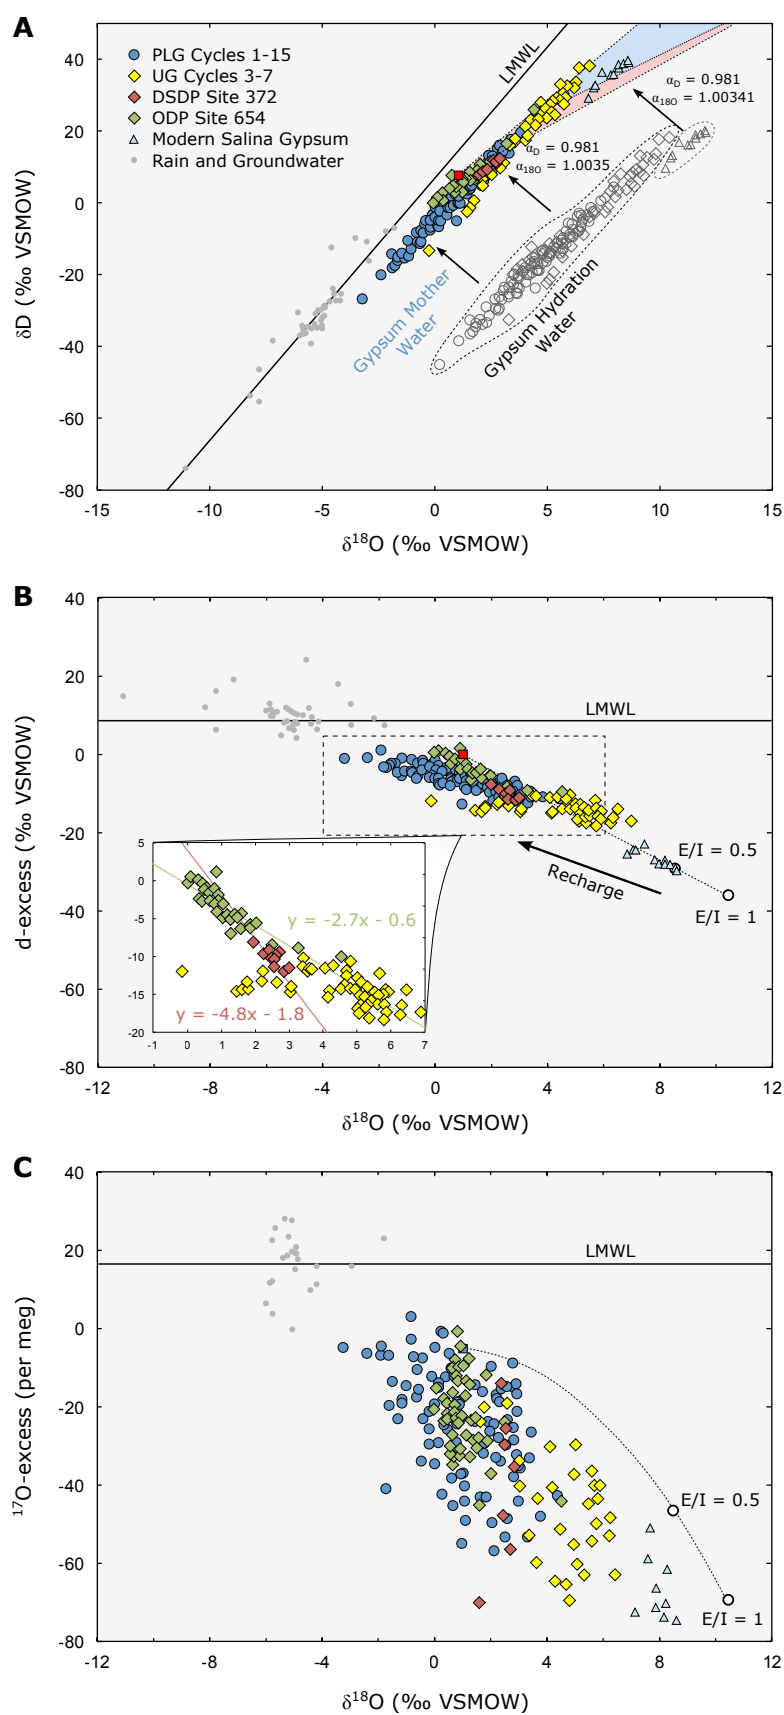 A
PLG Cycles 1-15
UG Cycles 3-7
DSDP Site 372
ODP Site 654
Modern Salina Gypsum
Rain and Groundwater
LMWL
αD = 0.981
α18O = 1.00341
αD = 0.981
α18O = 1.0035
Gypsum Mother
Water
Gypsum Hydration
Water
40
20
0
-20
-40
-60
-80
δD (‰ VSMOW)
-15
-10
-5
0
5
10
15
δ¹⁸O (‰ VSMOW)
B
40
20
0
-20
-40
-60
-80
d-excess (‰ VSMOW)
LMWL
E/I = 0.5
E/I = 1
Recharge
5
0
-5
-10
-15
-20
y = -2.7x - 0.6
y = -4.8x - 1.8
-1
0
1
2
3
4
5
6
7
-12
-8
-4
0
4
8
12
δ¹⁸O (‰ VSMOW)
C
40
20
0
-20
-40
-60
-80
¹⁷O-excess (per meg)
LMWL
E/I = 0.5
E/I = 1
-12
-8
-4
0
4
8
12
δ¹⁸O (‰ VSMOW)